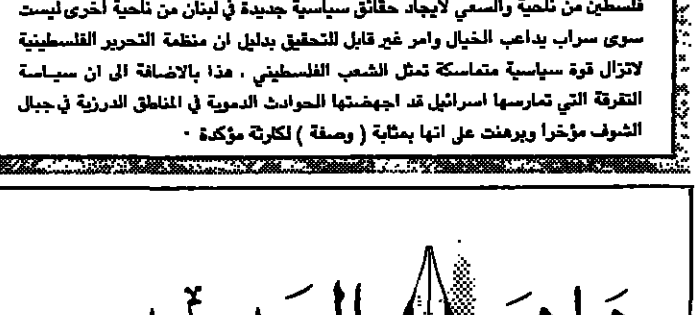 فلسطين من ناحية والسعي لايجاد حقائق سياسية جديدة في لبنان من ناحية اخرى ليست
سوى سراب يداعب الخيال وامر غير قابل للتحقيق بدليل ان منظمة التحرير الفلسطينية
لاتزال قوة سياسية متماسكة تمثل الشعب الفلسطيني ، هذا بالاضافة الى ان سياسة
التفرقة التي تمارسها اسرائيل قد اجهضتها الحوادث الدموية في المناطق الدرزية في جبال
الشوف مؤخرا وبرهنت على انها بمثابة ( وصفة ) لكارثة مؤكدة .